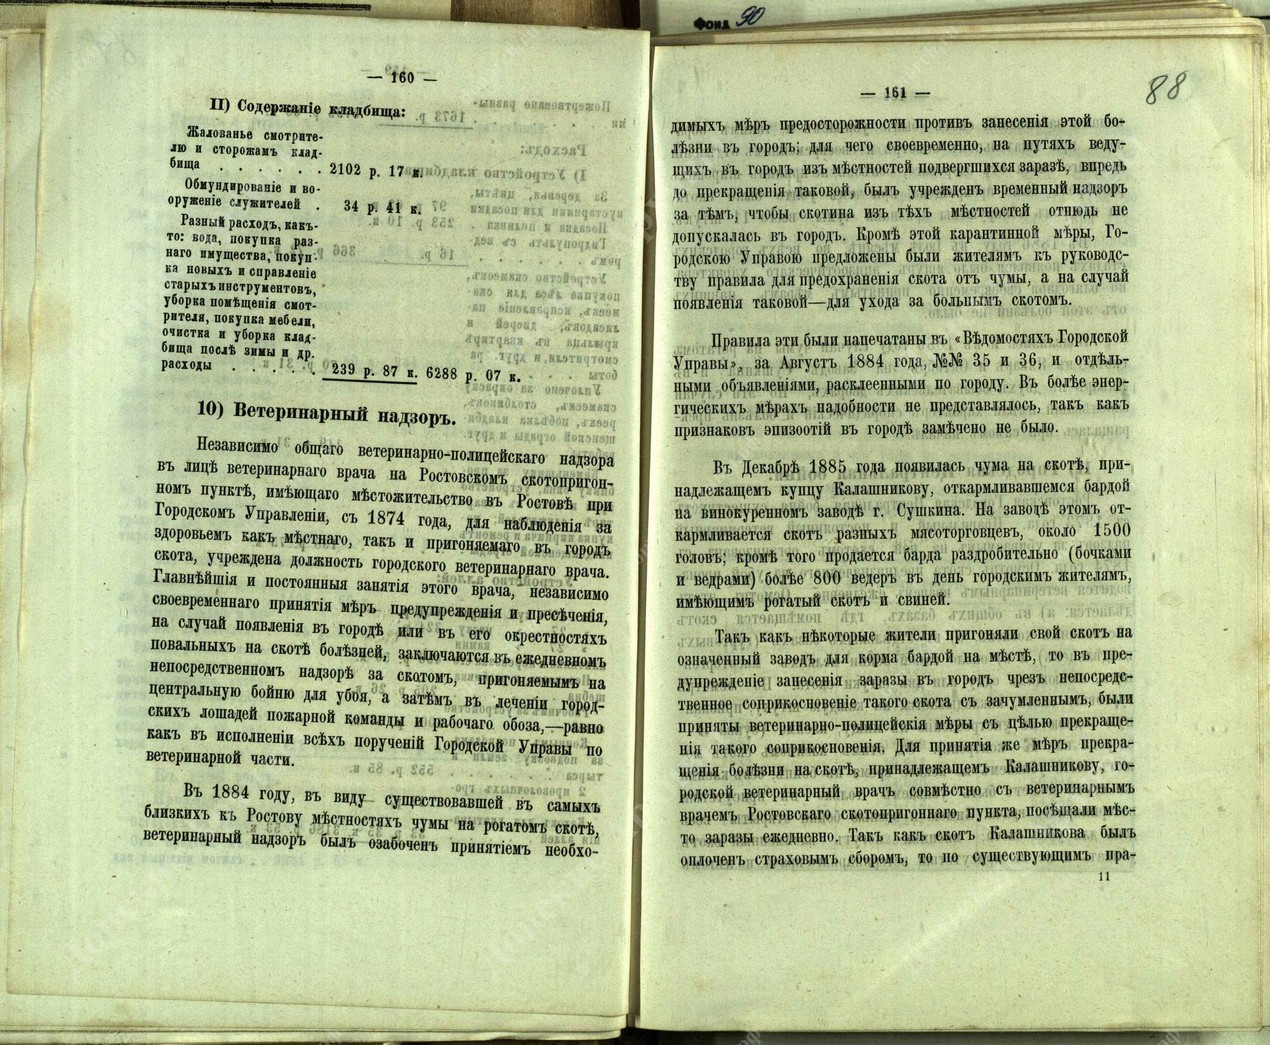 Фонд 90
— 160 —
II) Содержаніе кладбища:
Жалованье смотрите-
лю и сторожамъ клад-
бища . . . . . . 2102 р. 17 к.
Обмундированіе и во-
оруженіе служителей . 34 р. 41 к.
Разный расходъ, какъ-
то: вода, покупка раз-
наго имущества, покуп-
ка новыхъ и справленіе
старыхъ инструментовъ,
уборка помѣщенія смот-
рителя, покупка мебели,
очистка и уборка клад-
бища послѣ зимы и др.
расходы . . . . . 239 р. 87 к. 6288 р. 07 к.
10) Ветеринарный надзоръ.
Независимо общаго ветеринарно-полицейскаго надзора
въ лицѣ ветеринарнаго врача на Ростовскомъ скотопригон-
номъ пунктѣ, имѣющаго мѣстожительство въ Ростовѣ при
Городскомъ Управленіи, съ 1874 года, для наблюденія за
здоровьемъ какъ мѣстнаго, такъ и пригоняемаго въ городъ
скота, учреждена должность городского ветеринарнаго врача.
Главнѣйшія и постоянныя занятія этого врача, независимо
своевременнаго принятія мѣръ предупрежденія и пресѣченія,
на случай появленія въ городѣ или въ его окрестностяхъ
повальныхъ на скотѣ болѣзней, заключаются въ ежедневномъ
непосредственномъ надзорѣ за скотомъ, пригоняемымъ на
центральную бойню для убоя, а затѣмъ въ леченіи город-
скихъ лошадей пожарной команды и рабочаго обоза,—равно
какъ въ исполненіи всѣхъ порученій Городской Управы по
ветеринарной части.
Въ 1884 году, въ виду существовавшей въ самыхъ
близкихъ къ Ростову мѣстностяхъ чумы на рогатомъ скотѣ,
ветеринарный надзоръ былъ озабоченъ принятіемъ необхо-
— 161 —
88
димыхъ мѣръ предосторожности противъ занесенія этой бо-
лѣзни въ городъ; для чего своевременно, на путяхъ веду-
щихъ въ городъ изъ мѣстностей подвергшихся заразѣ, впредь
до прекращенія таковой, былъ учрежденъ временный надзоръ
за тѣмъ, чтобы скотина изъ тѣхъ мѣстностей отнюдь не
допускалась въ городъ. Кромѣ этой карантинной мѣры, Го-
родскою Управою предложены были жителямъ къ руководс-
тву правила для предохраненія скота отъ чумы, а на случай
появленія таковой—для ухода за больнымъ скотомъ.
Правила эти были напечатаны въ «Вѣдомостяхъ Городской
Управы», за Августъ 1884 года, №№ 35 и 36, и отдѣль-
ными объявленіями, расклеенными по городу. Въ болѣе энер-
гическихъ мѣрахъ надобности не представлялось, такъ какъ
признаковъ эпизоотій въ городѣ замѣчено не было.
Въ Декабрѣ 1885 года появилась чума на скотѣ, при-
надлежащемъ купцу Калашникову, откармливавшемся бардой
на винокуренномъ заводѣ г. Сушкина. На заводѣ этомъ от-
кармливается скотъ разныхъ мясоторговцевъ, около 1500
головъ; кромѣ того продается барда раздробительно (бочками
и ведрами) болѣе 800 ведеръ въ день городскимъ жителямъ,
имѣющимъ рогатый скотъ и свиней.
Такъ какъ нѣкоторые жители пригоняли свой скотъ на
означенный заводъ для корма бардой на мѣстѣ, то въ пре-
дупрежденіе занесенія заразы въ городъ чрезъ непосредс-
твенное соприкосновеніе такого скота съ зачумленнымъ, были
приняты ветеринарно-полицейскія мѣры съ цѣлью прекраще-
нія такого соприкосновенія. Для принятія же мѣръ прекра-
щенія болѣзни на скотѣ, принадлежащемъ Калашникову, го-
родской ветеринарный врачъ совмѣстно съ ветеринарнымъ
врачемъ Ростовскаго скотопригоннаго пункта, посѣщали мѣс-
то заразы ежедневно. Такъ какъ скотъ Калашникова былъ
оплоченъ страховымъ сборомъ, то по существующимъ пра-
11